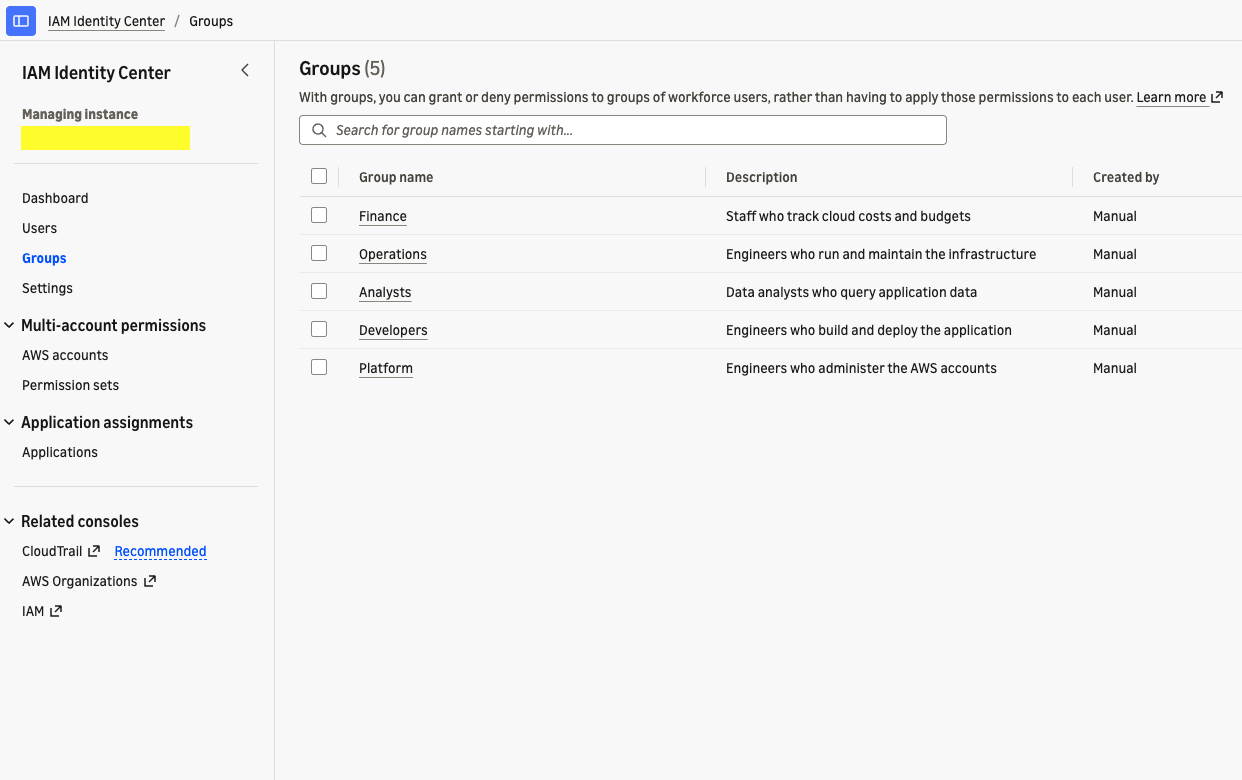 IAM Identity Center / Groups
IAM Identity Center
Managing instance
Dashboard
Users
Groups
Settings
Multi-account permissions
AWS accounts
Permission sets
Application assignments
Applications
Related consoles
CloudTrail Recommended
AWS Organizations
IAM
Groups (5)
With groups, you can grant or deny permissions to groups of workforce users, rather than having to apply those permissions to each user. Learn more
Search for group names starting with...
Group name Description Created by
Finance Staff who track cloud costs and budgets Manual
Operations Engineers who run and maintain the infrastructure Manual
Analysts Data analysts who query application data Manual
Developers Engineers who build and deploy the application Manual
Platform Engineers who administer the AWS accounts Manual